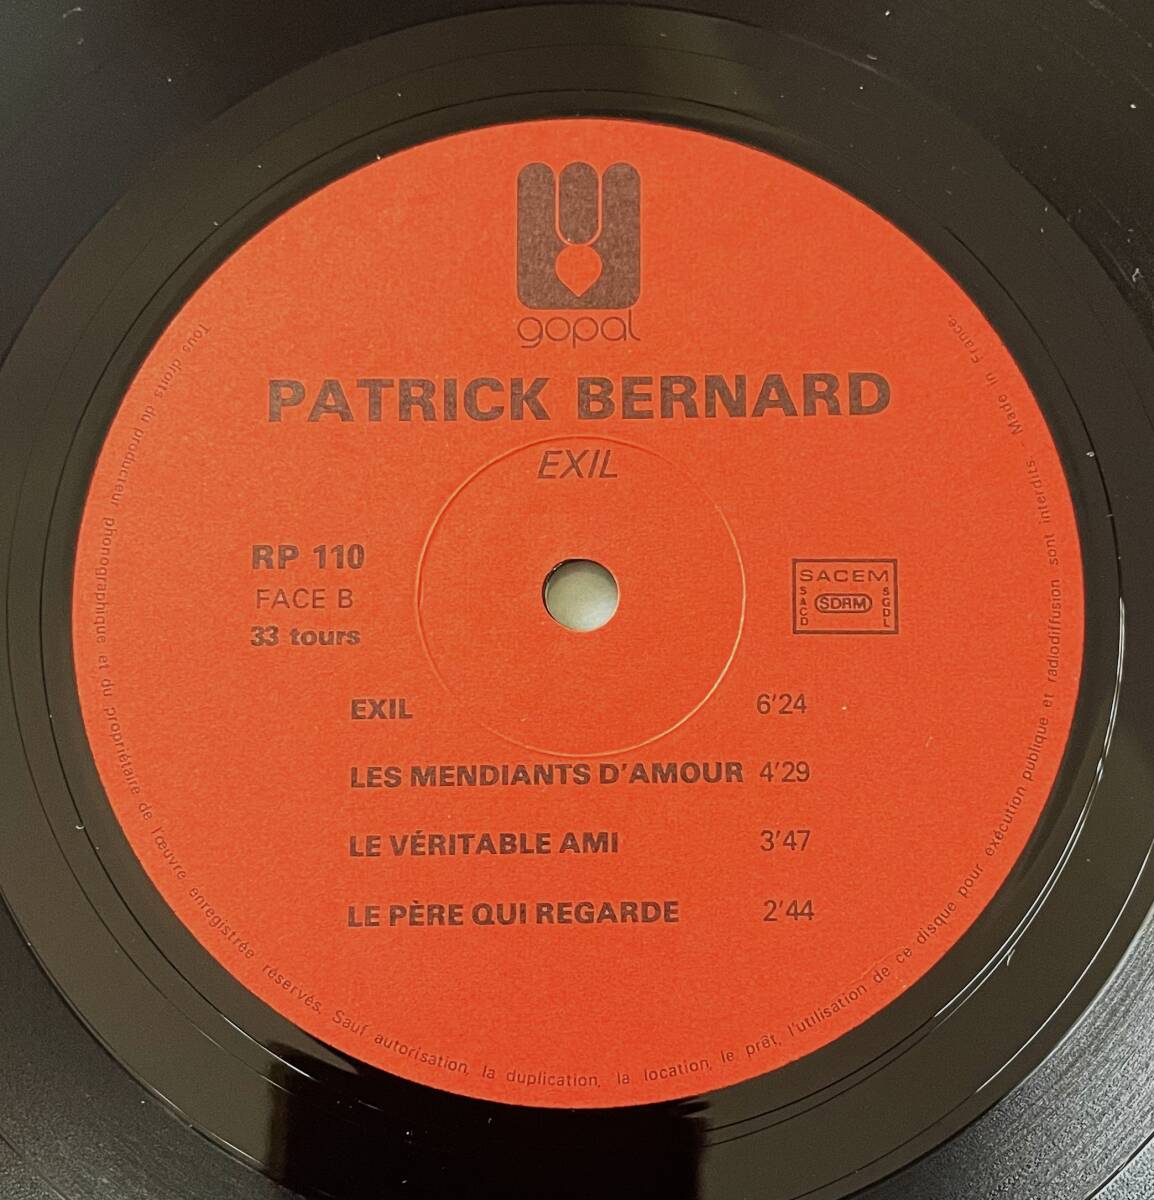 gopal
PATRICK BERNARD
EXIL
RP 110
FACE B
33 tours
SACEM
SACD
SDRM
SGDL
EXIL 6'24
LES MENDIANTS D'AMOUR 4'29
LE VÉRITABLE AMI 3'47
LE PÈRE QUI REGARDE 2'44
Tous droits du producteur phonographique et du propriétaire de l'œuvre enregistrée réservés. Sauf autorisation, la duplication, la location, le prêt, l'utilisation de ce disque pour exécution publique et radiodiffusion sont interdits. - Made in France.